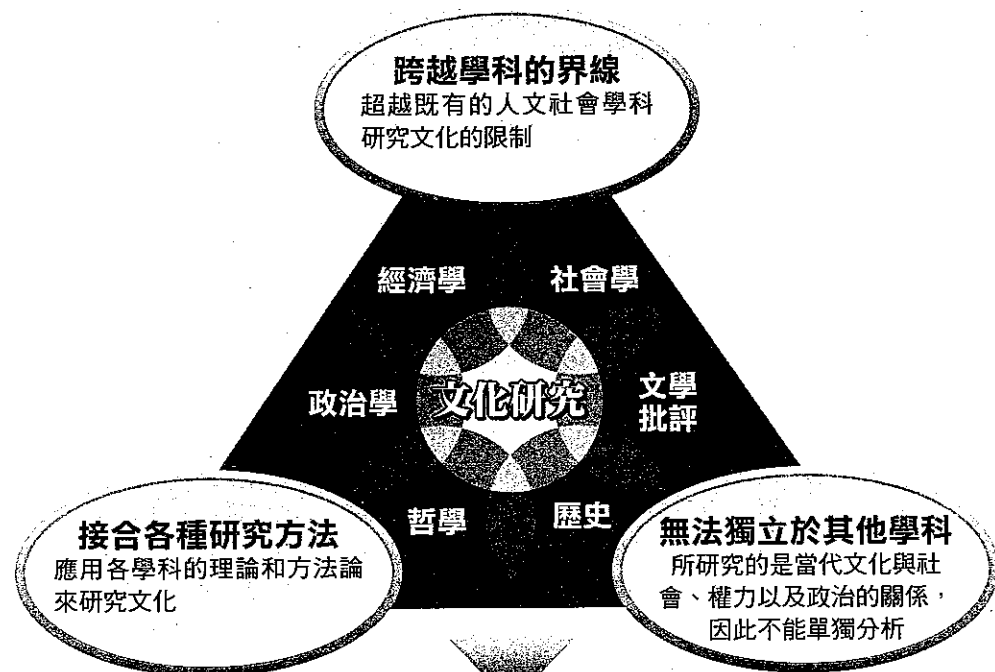 跨越學科的界線
超越既有的人文社會學科
研究文化的限制
經濟學
社會學
政治學
文化研究
文學
批評
哲學
歷史
接合各種研究方法
應用各學科的理論和方法論
來研究文化
無法獨立於其他學科
所研究的是當代文化與社
會、權力以及政治的關係，
因此不能單獨分析